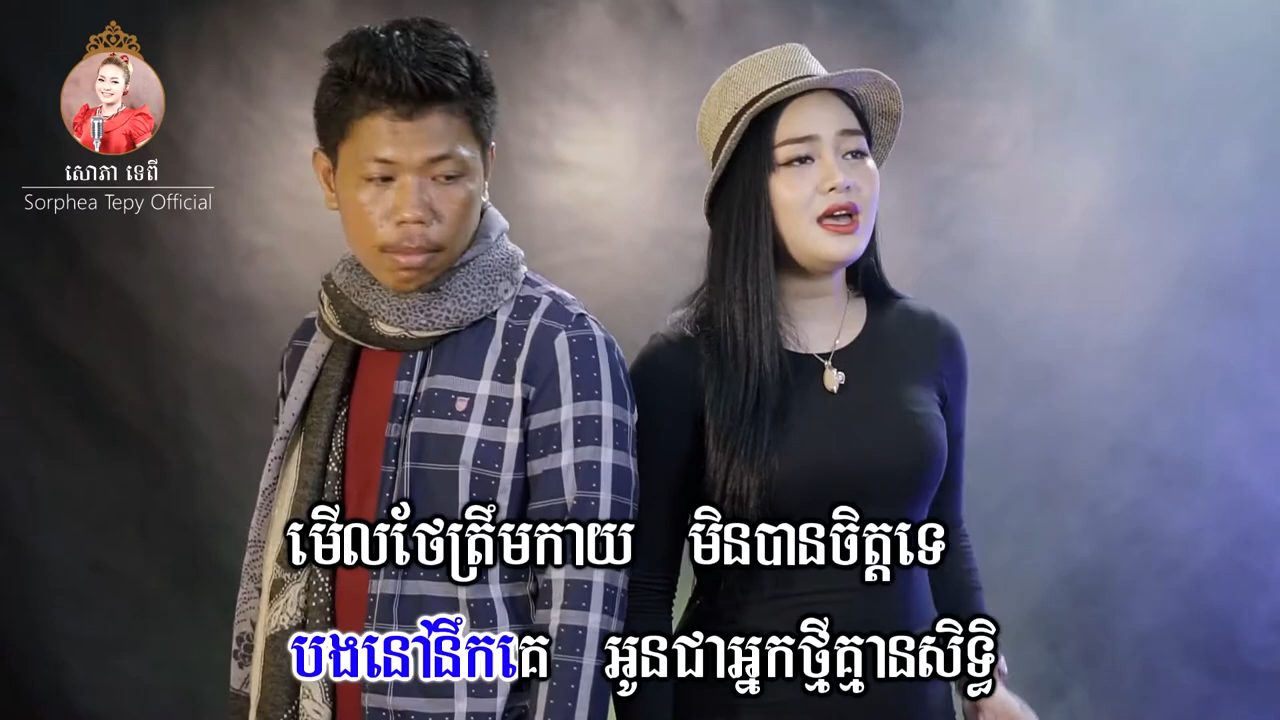 សោភា ទេពី
Sorphea Tepy Official
មើលថែត្រឹមកាយ មិនបានចិត្តទេ
បងនៅនឹកគេ អូនជាអ្នកថ្មីគ្មានសិទ្ធិ